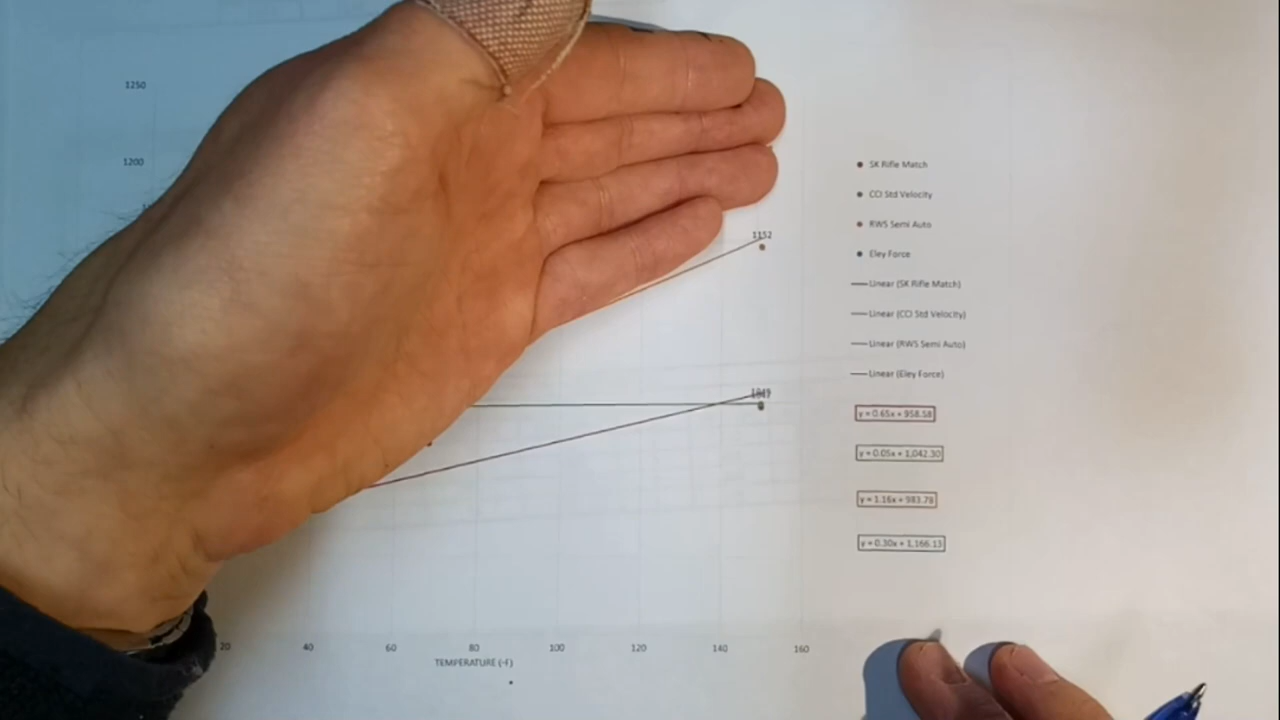 1250
1200
SK Rifle Match
CCI Std Velocity
RWS Semi Auto
Eley Force
1152
Linear (SK Rifle Match)
Linear (CCI Std Velocity)
Linear (RWS Semi Auto)
Linear (Eley Force)
y = 0.65x + 958.58
y = 0.05x + 1,042.30
y = 1.16x + 983.78
y = 0.30x + 1,166.13
20 40 60 80 100 120 140 160
TEMPERATURE (◦F)